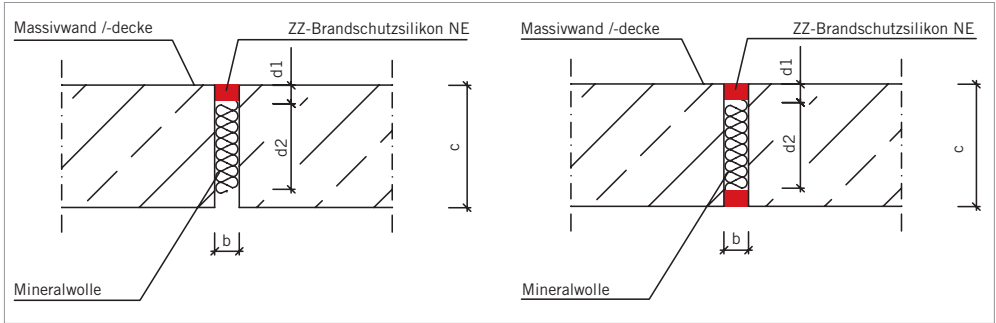 Massivwand /-decke
ZZ-Brandschutzsilikon NE
d1
d2
c
b
Mineralwolle
Massivwand /-decke
ZZ-Brandschutzsilikon NE
d1
d2
c
b
Mineralwolle